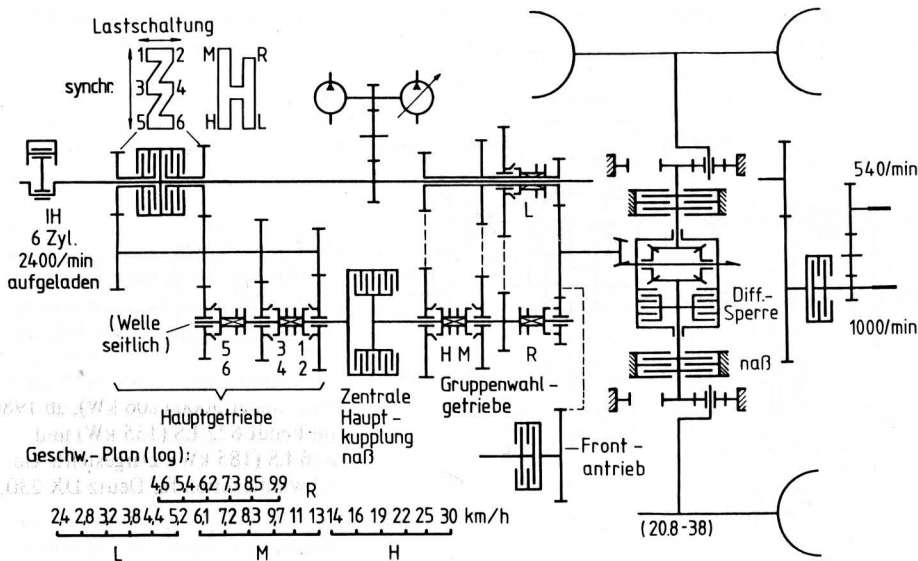 Lastschaltung
1 2
synchr. 3 4
5 6
M R
H L
IH
6 Zyl.
2400/min
aufgeladen
(Welle
seitlich)
5
6
3
4
1
2
Hauptgetriebe
Zentrale
Haupt-
kupplung
naß
H M
R
L
Gruppenwahl-
getriebe
Front-
antrieb
Diff.-
Sperre
naß
540/min
1000/min
(20.8-38)
Geschw.-Plan (log):
4,6 5,4 6,2 7,3 8,5 9,9 R
2,4 2,8 3,2 3,8 4,4 5,2 6,1 7,2 8,3 9,7 11 13 14 16 19 22 25 30 km/h
L M H